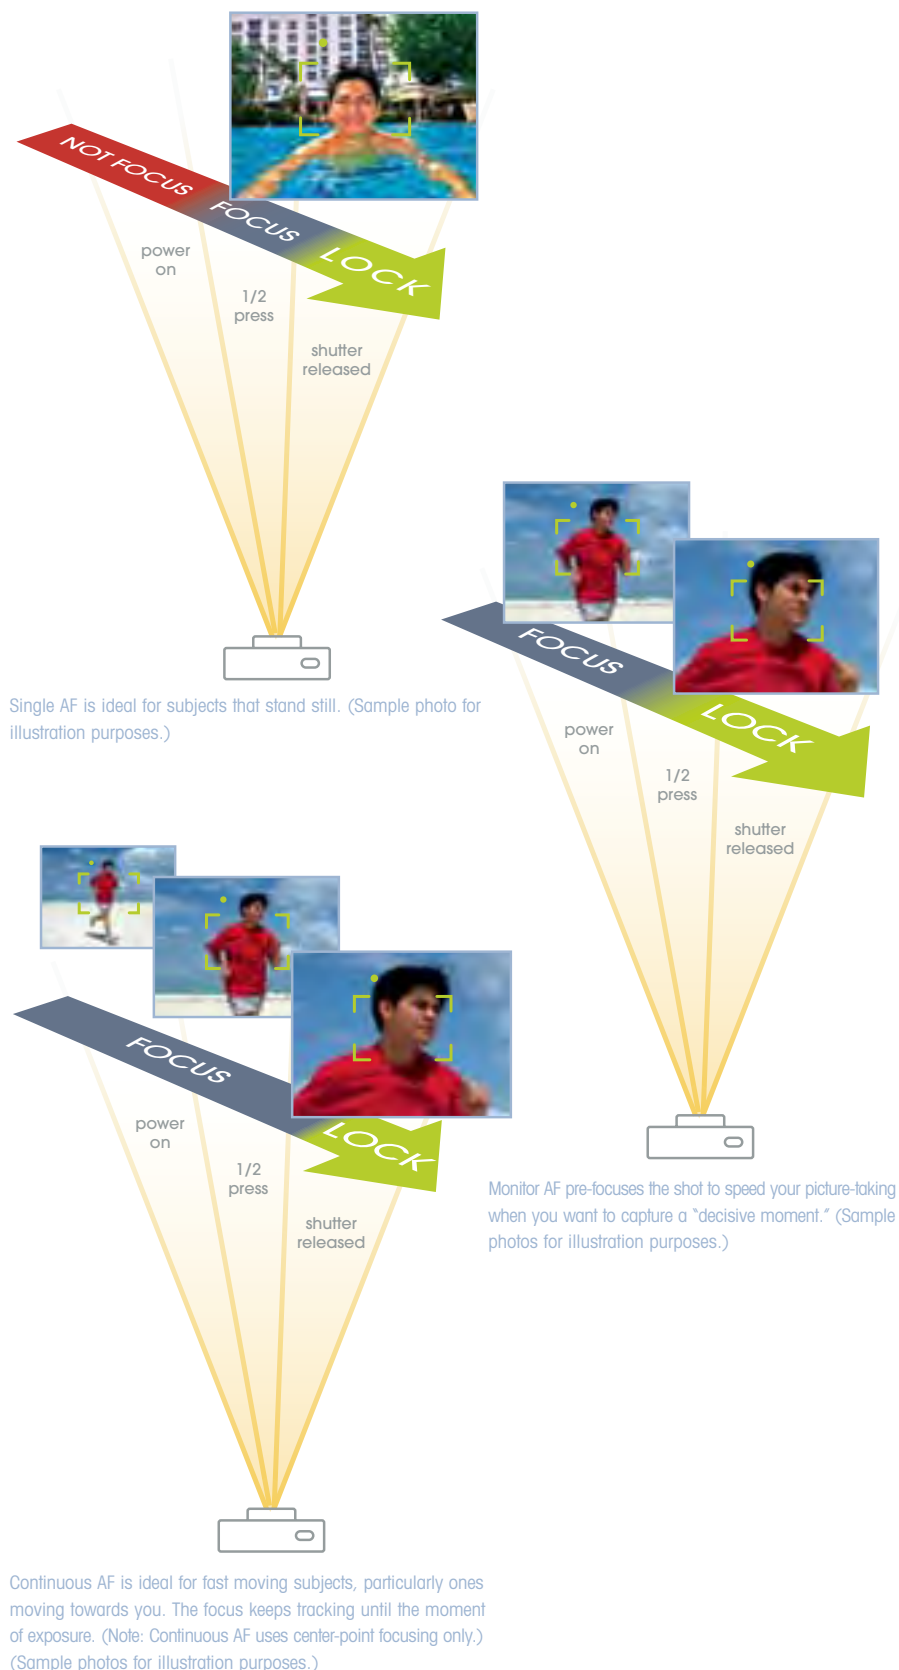 NOT FOCUS
FOCUS
LOCK
power
on
1/2
press
shutter
released
Single AF is ideal for subjects that stand still. (Sample photo for
illustration purposes.)
FOCUS
LOCK
power
on
1/2
press
shutter
released
Monitor AF pre-focuses the shot to speed your picture-taking
when you want to capture a “decisive moment.” (Sample
photos for illustration purposes.)
FOCUS
LOCK
power
on
1/2
press
shutter
released
Continuous AF is ideal for fast moving subjects, particularly ones
moving towards you. The focus keeps tracking until the moment
of exposure. (Note: Continuous AF uses center-point focusing only.)
(Sample photos for illustration purposes.)